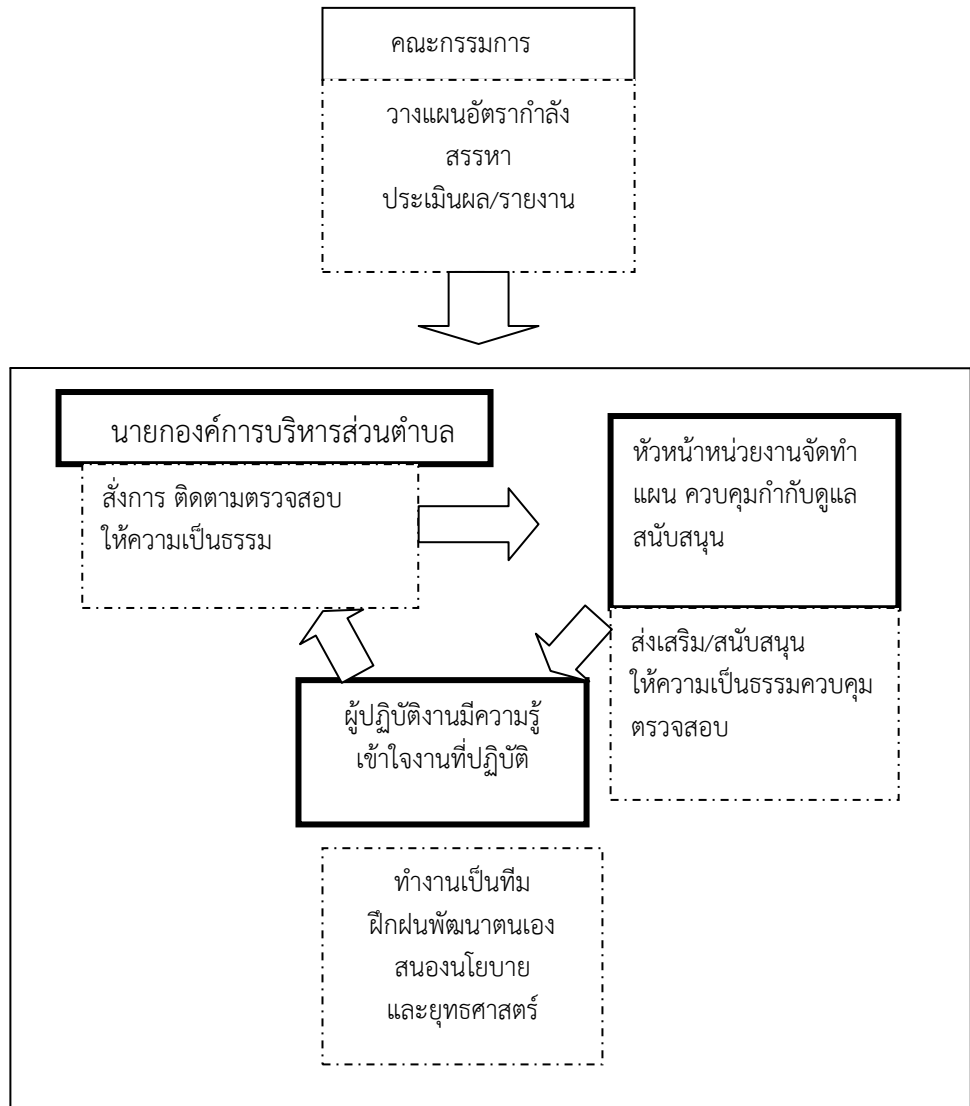 คณะกรรมการ
วางแผนอัตรากำลัง
สรรหา
ประเมินผล/รายงาน
นายกองค์การบริหารส่วนตำบล
สั่งการ ติดตามตรวจสอบ
ให้ความเป็นธรรม
หัวหน้าหน่วยงานจัดทำ
แผน ควบคุมกำกับดูแล
สนับสนุน
ส่งเสริม/สนับสนุน
ให้ความเป็นธรรมควบคุม
ตรวจสอบ
ผู้ปฏิบัติงานมีความรู้
เข้าใจงานที่ปฏิบัติ
ทำงานเป็นทีม
ฝึกฝนพัฒนาตนเอง
สนองนโยบาย
และยุทธศาสตร์